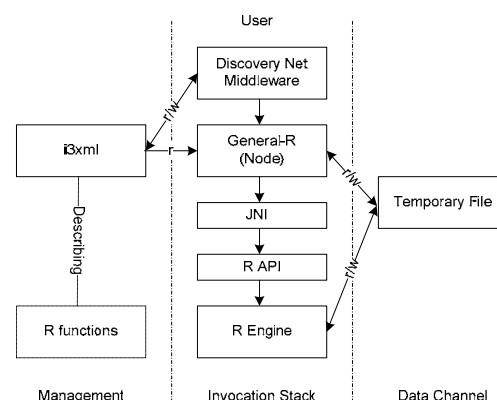 User
Discovery Net
Middleware
r/w
i3xml
r
General-R
(Node)
r/w
Describing
JNI
Temporary File
R API
r/w
R functions
R Engine
Management
Invocation Stack
Data Channel